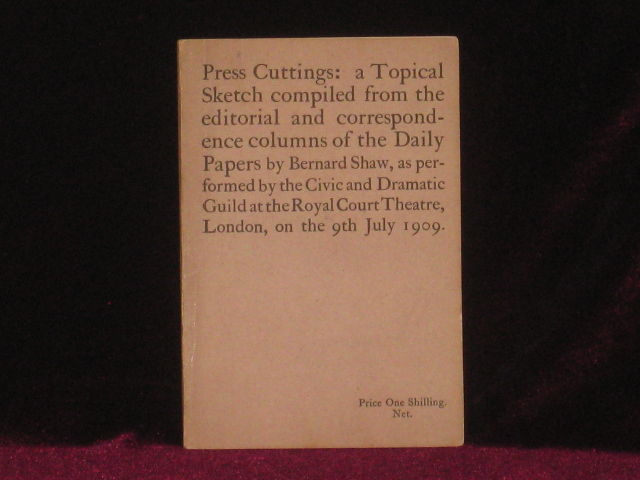 Press Cuttings: a Topical
Sketch compiled from the
editorial and correspond-
ence columns of the Daily
Papers by Bernard Shaw, as per-
formed by the Civic and Dramatic
Guild at the Royal Court Theatre,
London, on the 9th July 1909.
Price One Shilling.
Net.